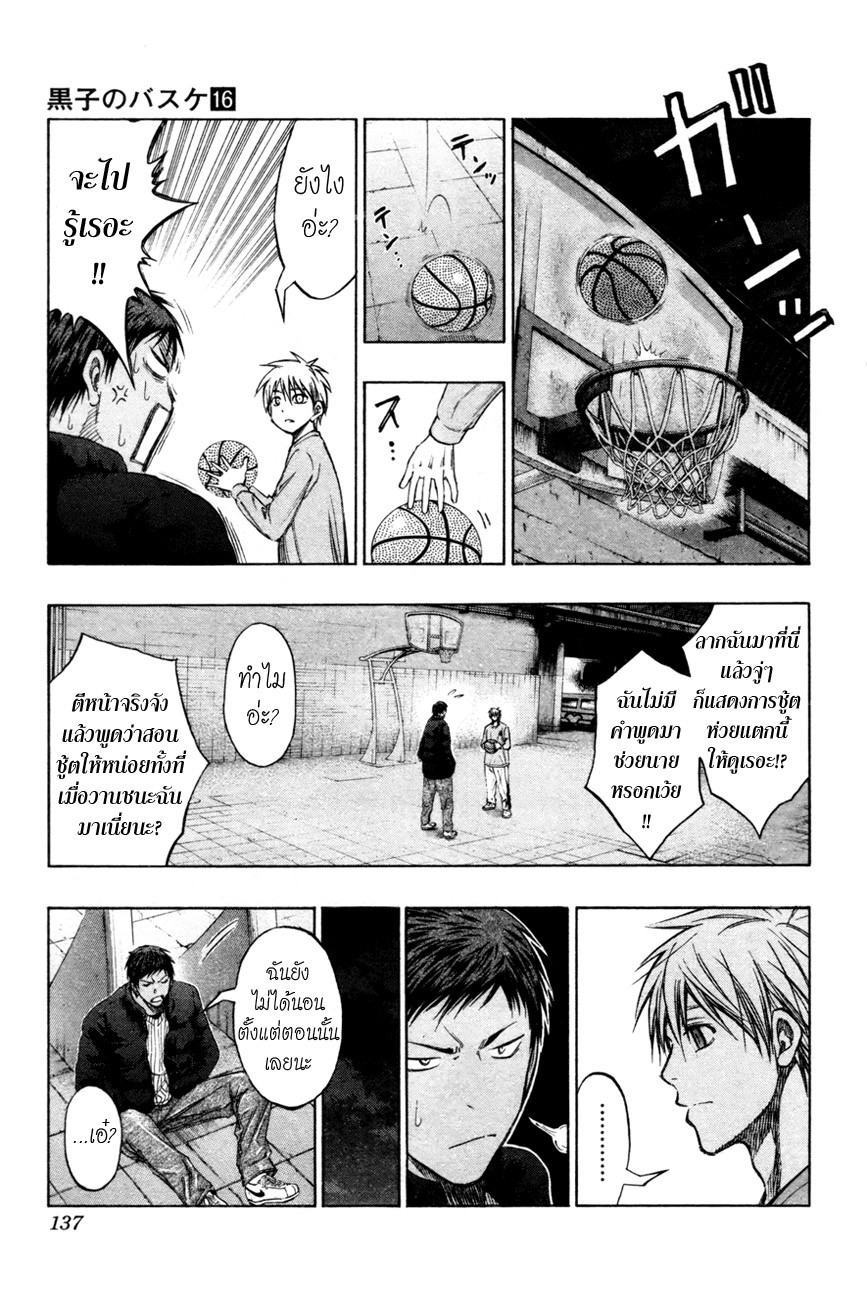 黒子のバスケ16
ガンッ
テンッ
テン
スッ
ยังไง
อ่ะ?
จะไป
รู้เรอะ
!!
ลากฉันมาที่นี่
แล้วจู่ๆ
ก็แสดงการชู้ต
ห่วยแตกนี้
ให้ดูเรอะ!?
ฉันไม่มี
คำพูดมา
ช่วยนาย
หรอกเว้ย
!!
ทำไม
อ่ะ?
ตีหน้าจริงจัง
แล้วพูดว่าสอน
ชู้ตให้หน่อยทั้งที่
เมื่อวานชนะฉัน
มาเนี่ยนะ?
………
ฉันยัง
ไม่ได้นอน
ตั้งแต่ตอนนั้น
เลยนะ
...เอ๋?
137